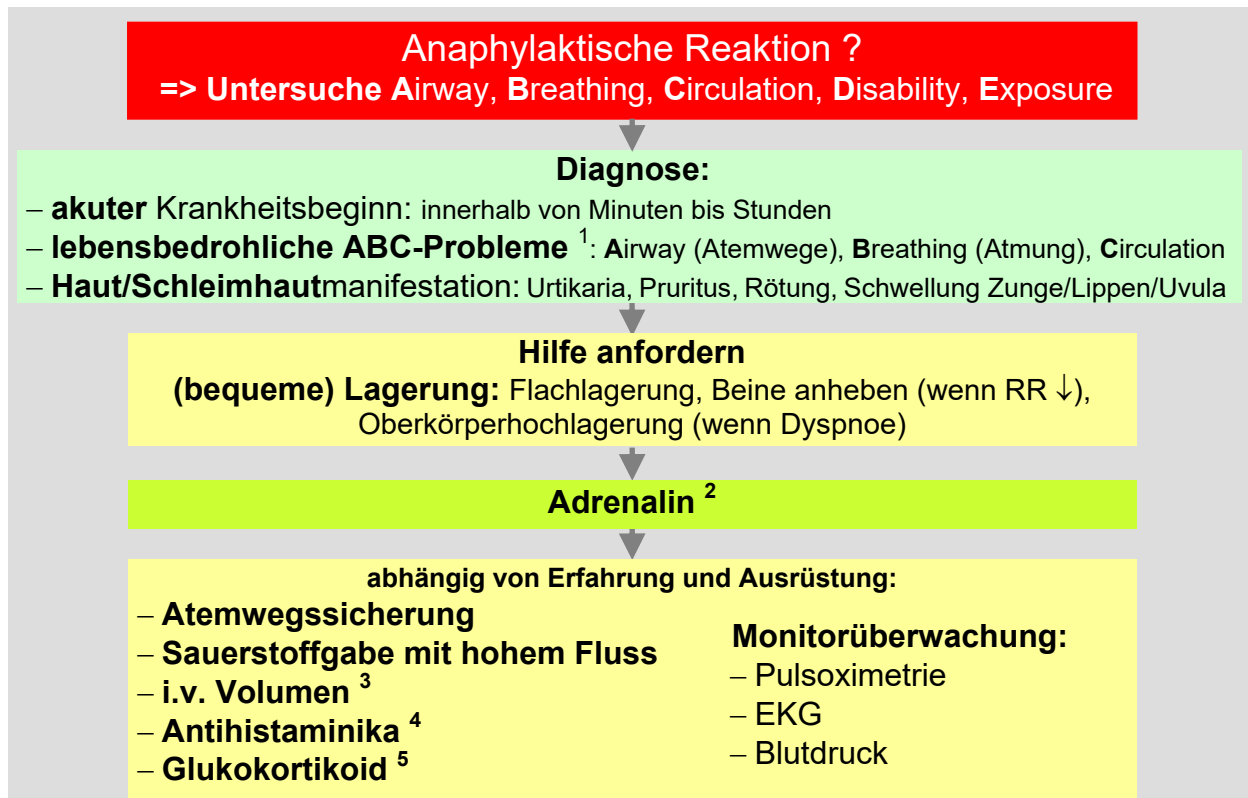 Anaphylaktische Reaktion ?
=> Untersuche Airway, Breathing, Circulation, Disability, Exposure
Diagnose:
– akuter Krankheitsbeginn: innerhalb von Minuten bis Stunden
– lebensbedrohliche ABC-Probleme ¹: Airway (Atemwege), Breathing (Atmung), Circulation
– Haut/Schleimhautmanifestation: Urtikaria, Pruritus, Rötung, Schwellung Zunge/Lippen/Uvula
Hilfe anfordern
(bequeme) Lagerung: Flachlagerung, Beine anheben (wenn RR ↓),
Oberkörperhochlagerung (wenn Dyspnoe)
Adrenalin ²
abhängig von Erfahrung und Ausrüstung:
– Atemwegssicherung
– Sauerstoffgabe mit hohem Fluss
– i.v. Volumen ³
– Antihistaminika ⁴
– Glukokortikoid ⁵
Monitorüberwachung:
– Pulsoximetrie
– EKG
– Blutdruck